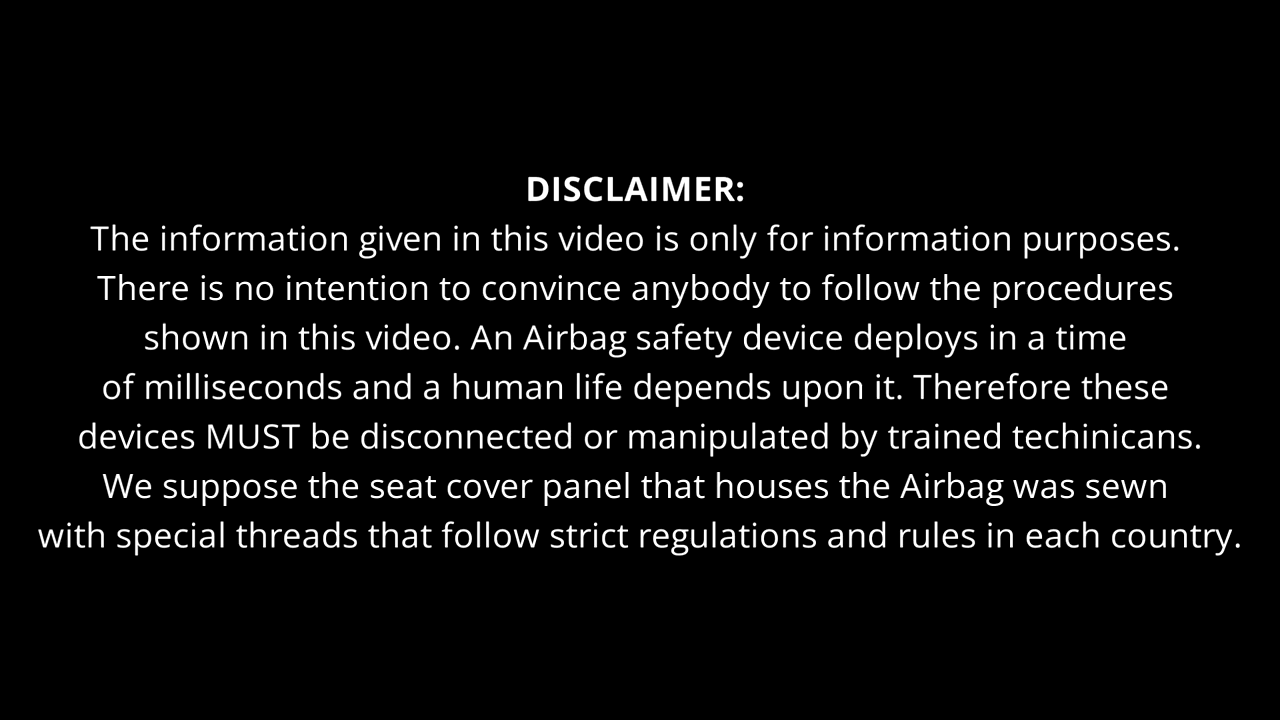 DISCLAIMER:
The information given in this video is only for information purposes.
There is no intention to convince anybody to follow the procedures
shown in this video. An Airbag safety device deploys in a time
of milliseconds and a human life depends upon it. Therefore these
devices MUST be disconnected or manipulated by trained techinicans.
We suppose the seat cover panel that houses the Airbag was sewn
with special threads that follow strict regulations and rules in each country.